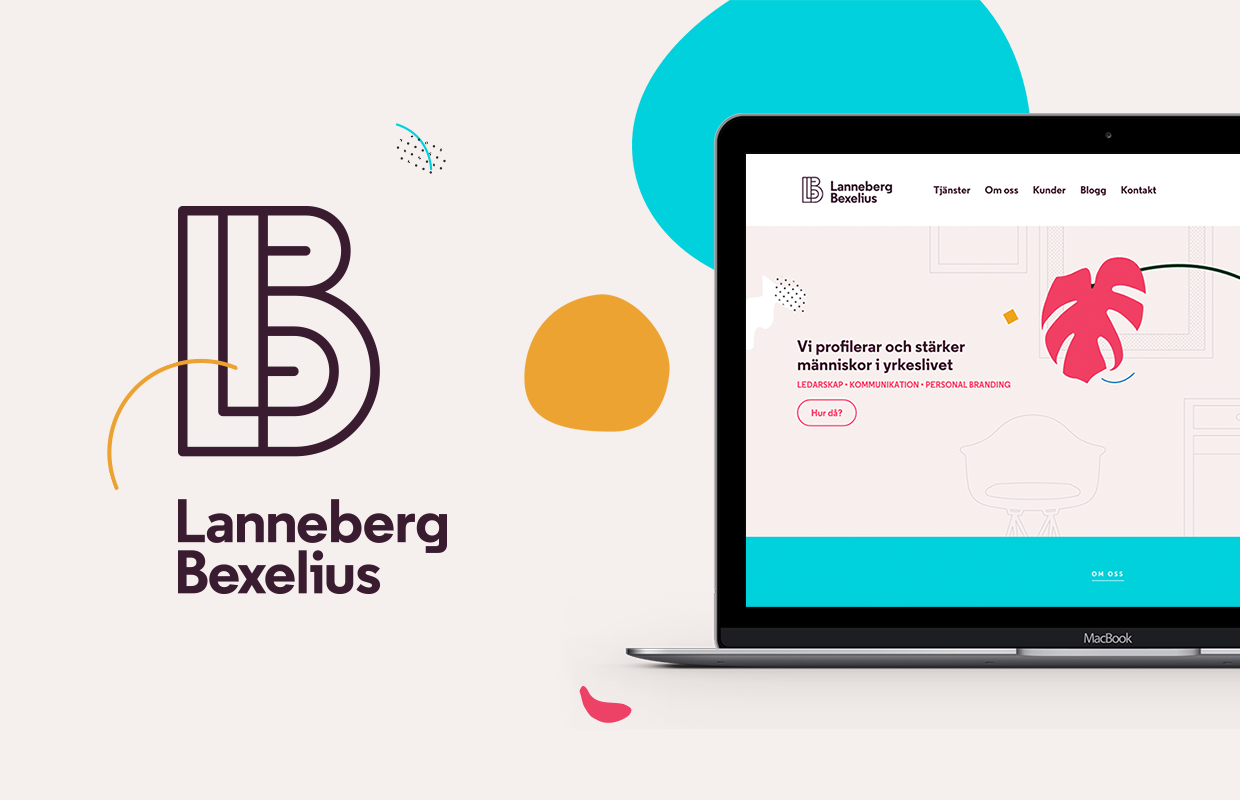 Lanneberg
Bexelius
Lanneberg
Bexelius
Tjänster Om oss Kunder Blogg Kontakt
Vi profilerar och stärker
människor i yrkeslivet
LEDARSKAP • KOMMUNIKATION • PERSONAL BRANDING
Hur då?
OM OSS
MacBook